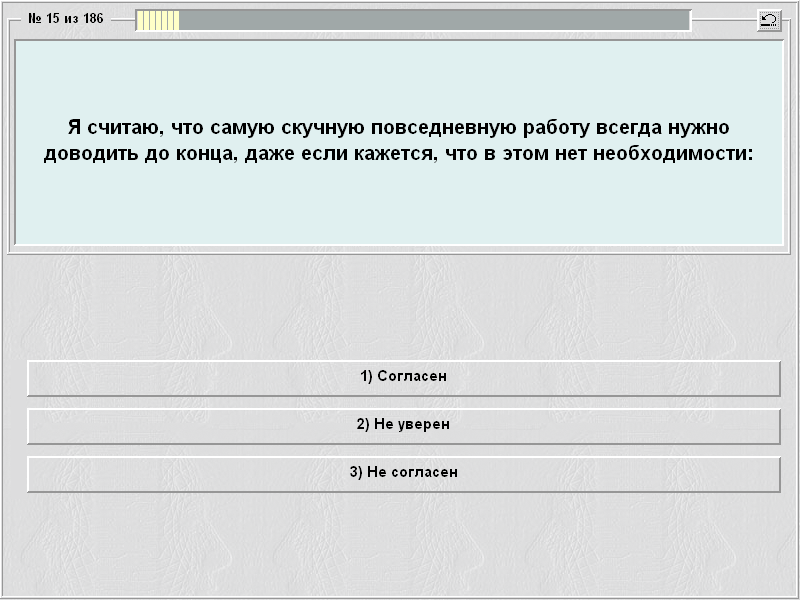 № 15 из 186
Я считаю, что самую скучную повседневную работу всегда нужно
доводить до конца, даже если кажется, что в этом нет необходимости:
1) Согласен
2) Не уверен
3) Не согласен